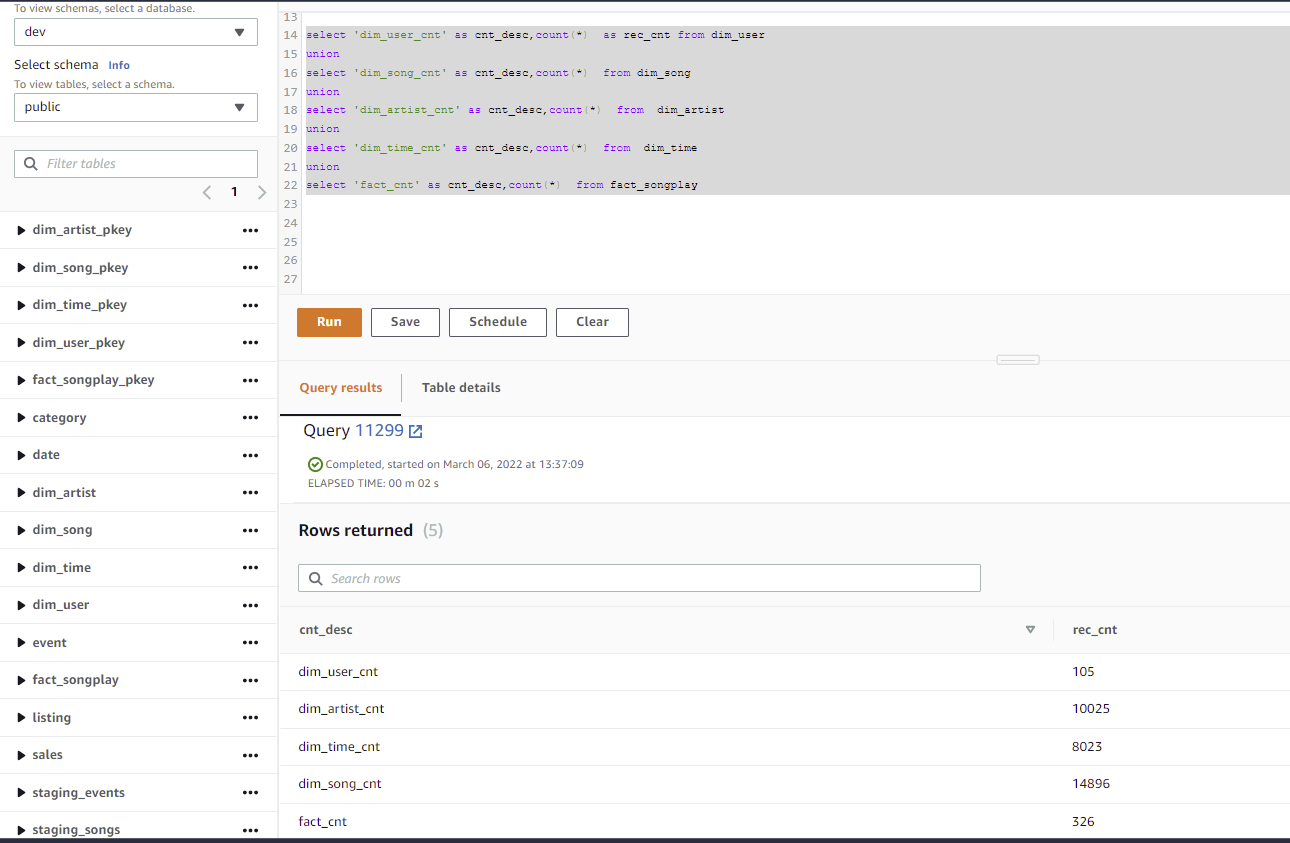 To view schemas, select a database.
dev
Select schema Info
To view tables, select a schema.
public
Filter tables
1
dim_artist_pkey
dim_song_pkey
dim_time_pkey
dim_user_pkey
fact_songplay_pkey
category
date
dim_artist
dim_song
dim_time
dim_user
event
fact_songplay
listing
sales
staging_events
staging_songs
13
14 select 'dim_user_cnt' as cnt_desc,count(*)  as rec_cnt from dim_user
15 union
16 select 'dim_song_cnt' as cnt_desc,count(*)  from dim_song
17 union
18 select 'dim_artist_cnt' as cnt_desc,count(*)  from  dim_artist
19 union
20 select 'dim_time_cnt' as cnt_desc,count(*)  from  dim_time
21 union
22 select 'fact_cnt' as cnt_desc,count(*)  from fact_songplay
23
24
25
26
27
Run Save Schedule Clear
Query results Table details
Query 11299
Completed, started on March 06, 2022 at 13:37:09
ELAPSED TIME: 00 m 02 s
Rows returned (5)
Search rows
cnt_desc rec_cnt
dim_user_cnt 105
dim_artist_cnt 10025
dim_time_cnt 8023
dim_song_cnt 14896
fact_cnt 326